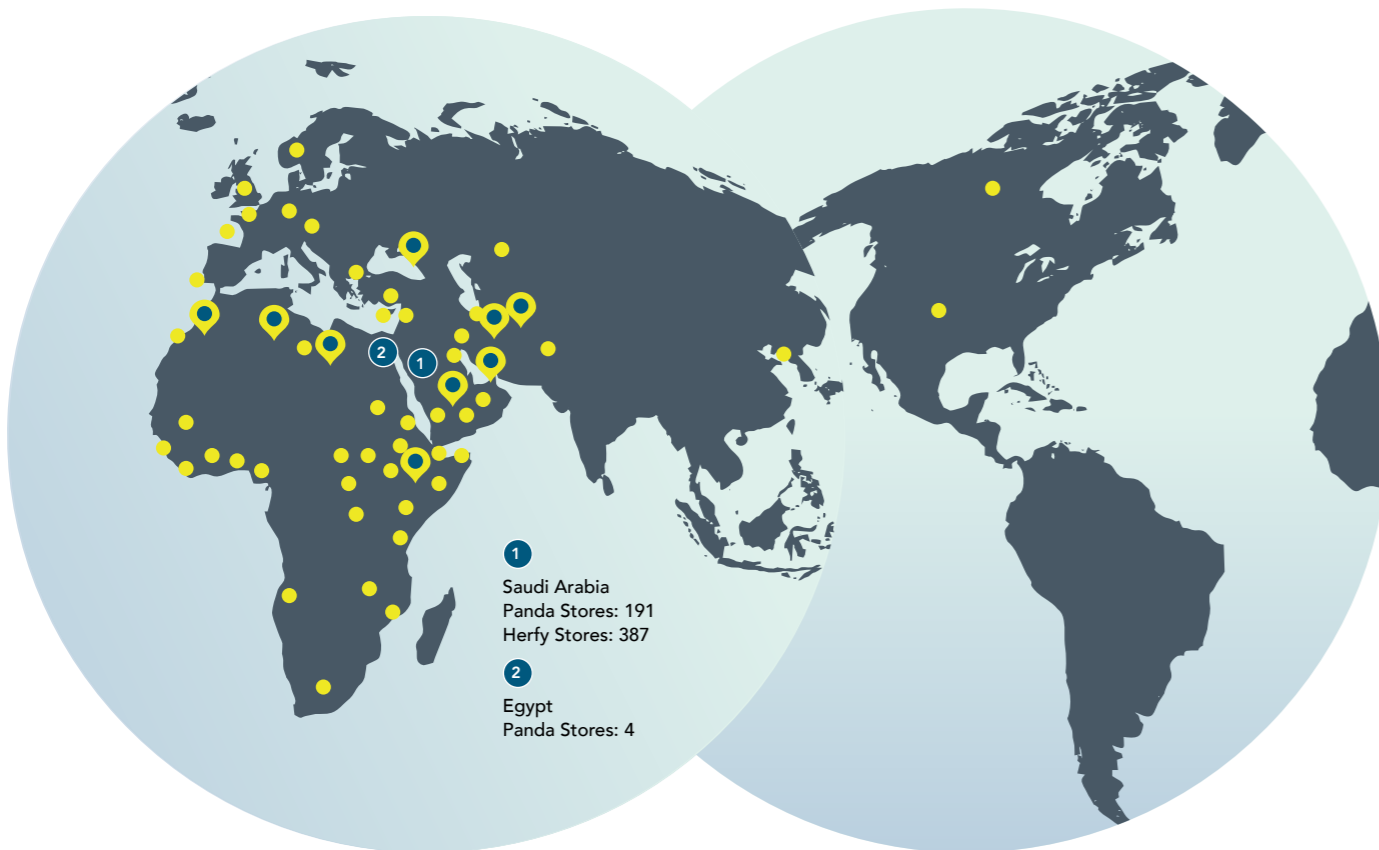 2
1
1
Saudi Arabia
Panda Stores: 191
Herfy Stores: 387
2
Egypt
Panda Stores: 4